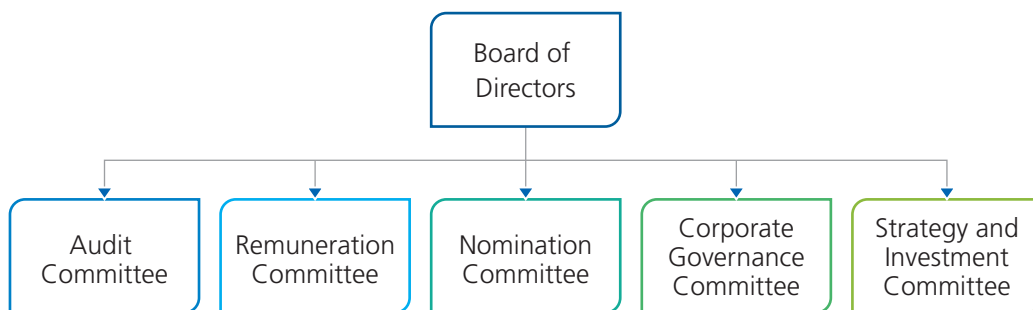 Board of
Directors
Audit
Committee
Remuneration
Committee
Nomination
Committee
Corporate
Governance
Committee
Strategy and
Investment
Committee